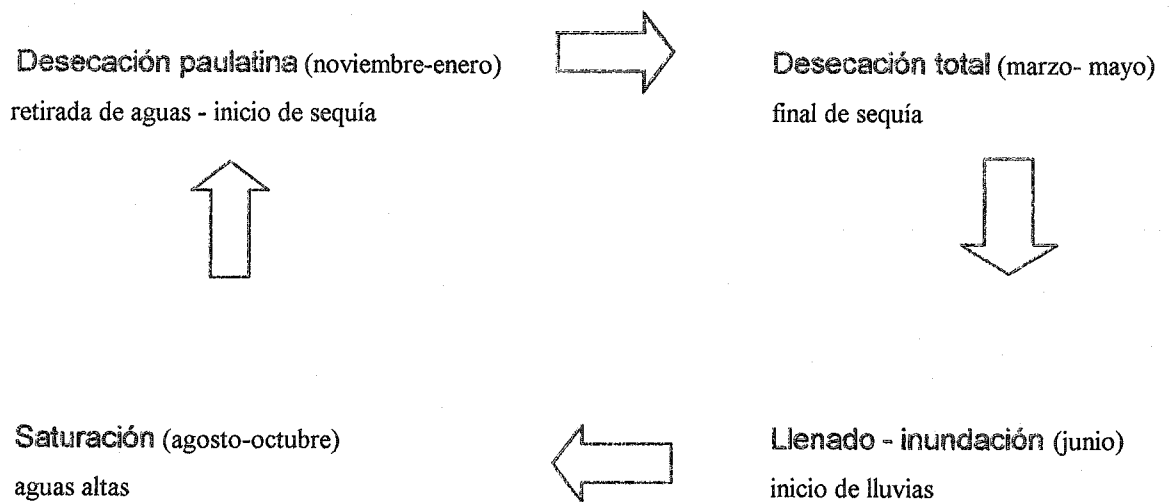 Desecación paulatina (noviembre-enero)
retirada de aguas - inicio de sequía
Desecación total (marzo- mayo)
final de sequía
Saturación (agosto-octubre)
aguas altas
Llenado - inundación (junio)
inicio de lluvias